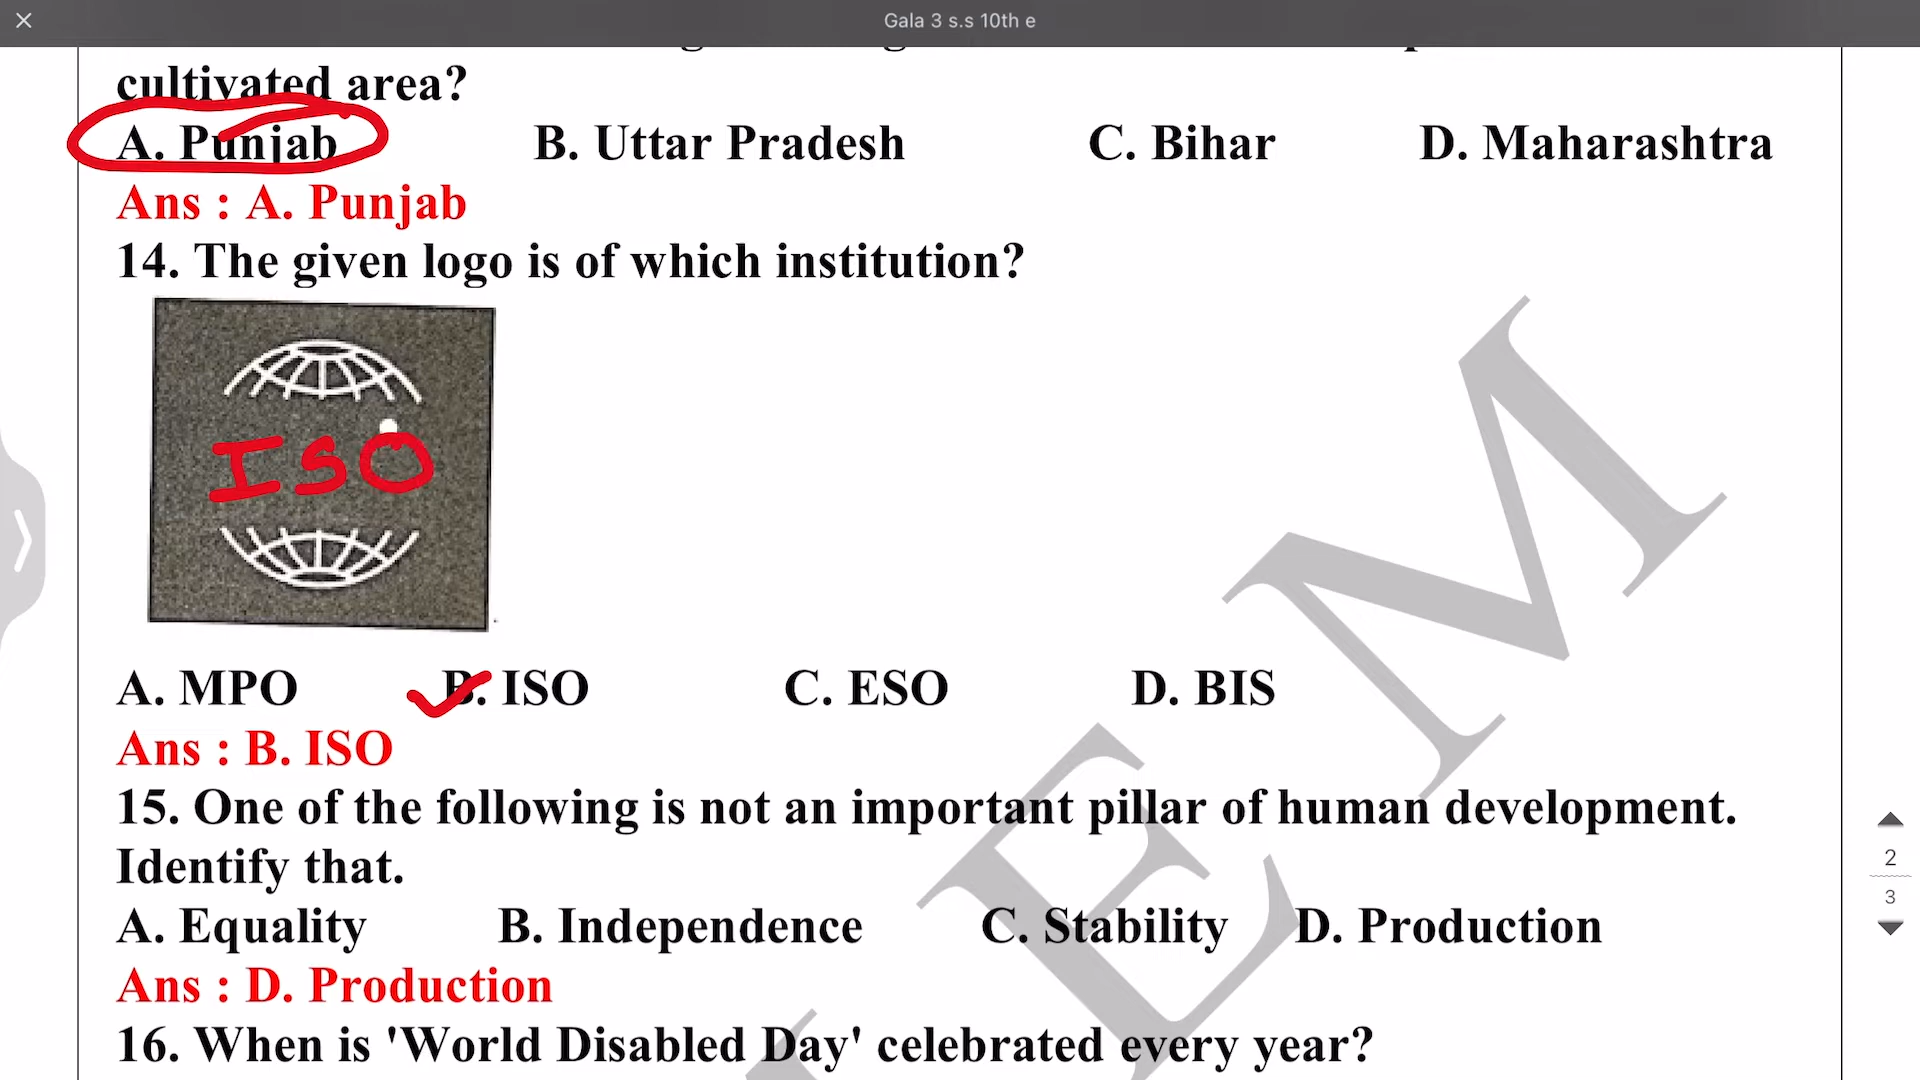 Gala 3 s.s 10th e
cultivated area?
A. Punjab B. Uttar Pradesh C. Bihar D. Maharashtra
Ans : A. Punjab
14. The given logo is of which institution?
ISO
A. MPO B. ISO C. ESO D. BIS
Ans : B. ISO
15. One of the following is not an important pillar of human development.
Identify that.
A. Equality B. Independence C. Stability D. Production
Ans : D. Production
16. When is 'World Disabled Day' celebrated every year?
E M
2
3